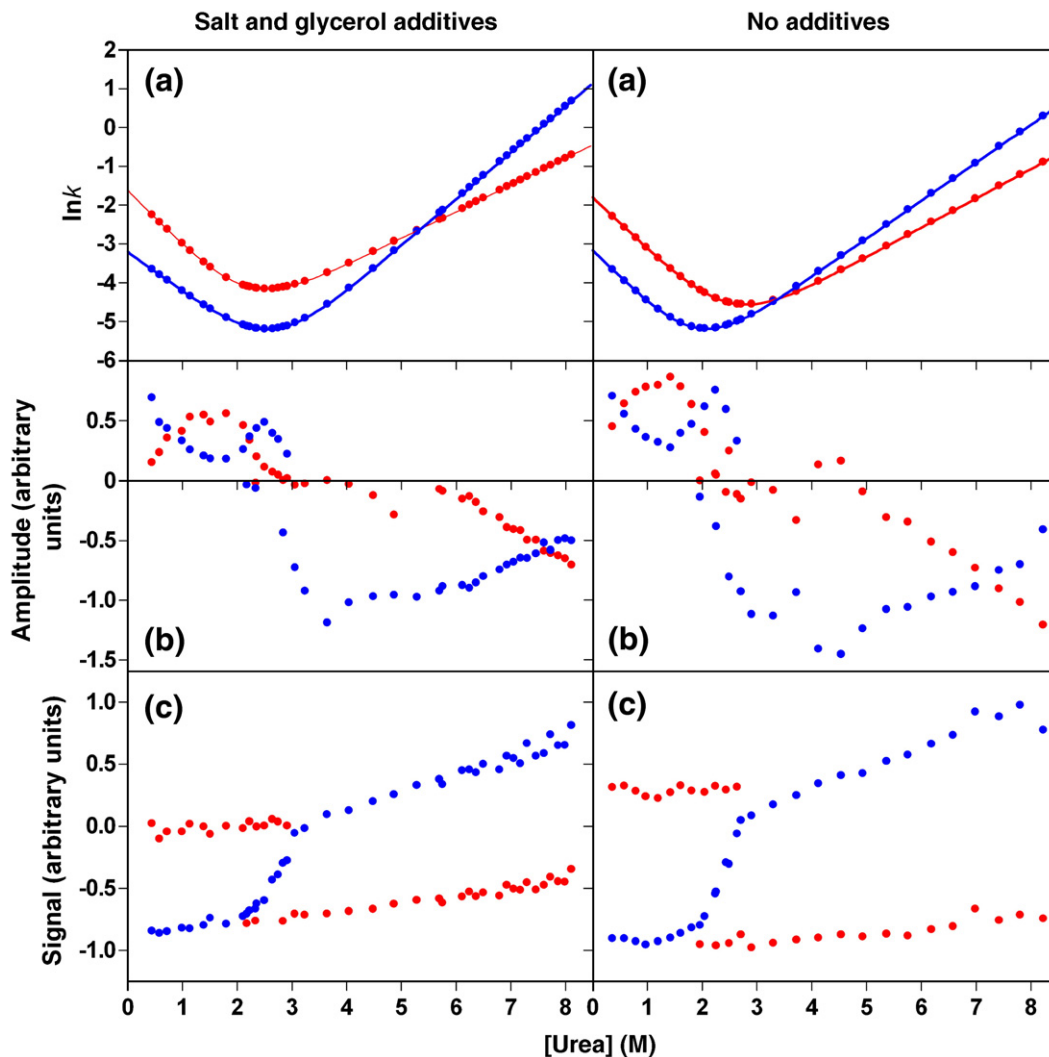 Salt and glycerol additives
No additives
(a)
(a)
2
1
0
-1
-2
-3
-4
-5
-6
lnk
0.5
0
-0.5
-1.0
-1.5
Amplitude (arbitrary
units)
(b)
(b)
(c)
(c)
1.0
0.5
0.0
-0.5
-1.0
Signal (arbitrary units)
0 1 2 3 4 5 6 7 8
0 1 2 3 4 5 6 7 8
[Urea] (M)